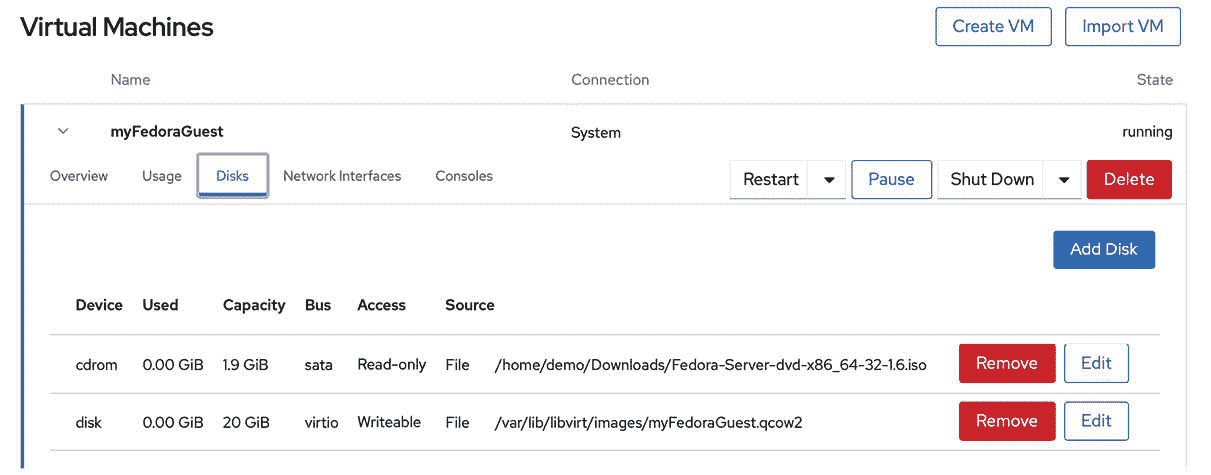 Virtual Machines Create VM Import VM
Name Connection State
myFedoraGuest System running
Overview Usage Disks Network Interfaces Consoles Restart Pause Shut Down Delete
Add Disk
Device Used Capacity Bus Access Source
cdrom 0.00 GiB 1.9 GiB sata Read-only File /home/demo/Downloads/Fedora-Server-dvd-x86_64-32-1.6.iso Remove Edit
disk 0.00 GiB 20 GiB virtio Writeable File /var/lib/libvirt/images/myFedoraGuest.qcow2 Remove Edit